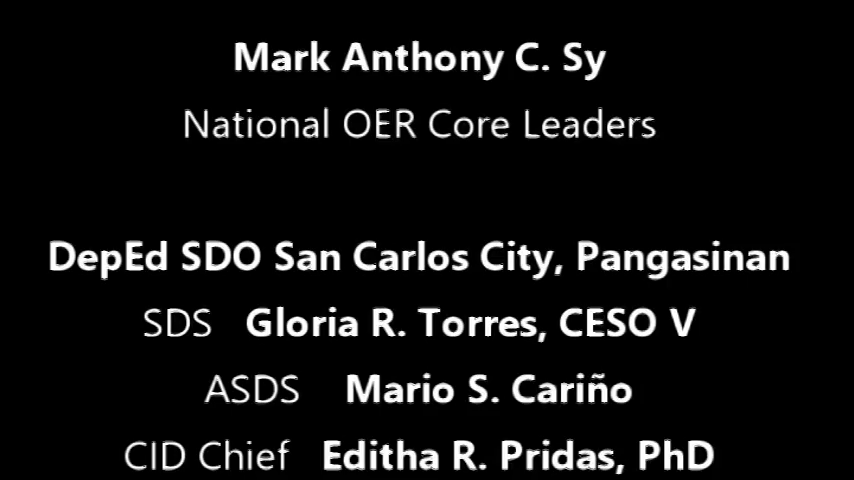 Mark Anthony C. Sy
National OER Core Leaders
DepEd SDO San Carlos City, Pangasinan
SDS Gloria R. Torres, CESO V
ASDS Mario S. Cariño
CID Chief Editha R. Pridas, PhD